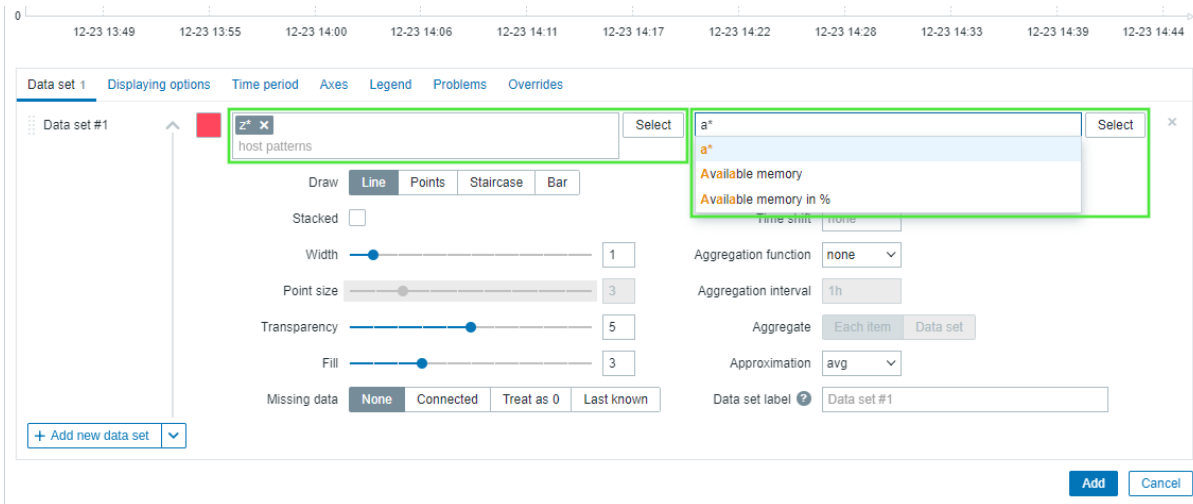 0
12-23 13:49 12-23 13:55 12-23 14:00 12-23 14:06 12-23 14:11 12-23 14:17 12-23 14:22 12-23 14:28 12-23 14:33 12-23 14:39 12-23 14:44
Data set 1 Displaying options Time period Axes Legend Problems Overrides
Data set #1 z* Select a* Select
host patterns
a*
Available memory
Available memory in %
Draw Line Points Staircase Bar
Stacked Time shift none
Width 1 Aggregation function none
Point size 3 Aggregation interval 1h
Transparency 5 Aggregate Each item Data set
Fill 3 Approximation avg
Missing data None Connected Treat as 0 Last known Data set label ? Data set #1
+ Add new data set
Add Cancel